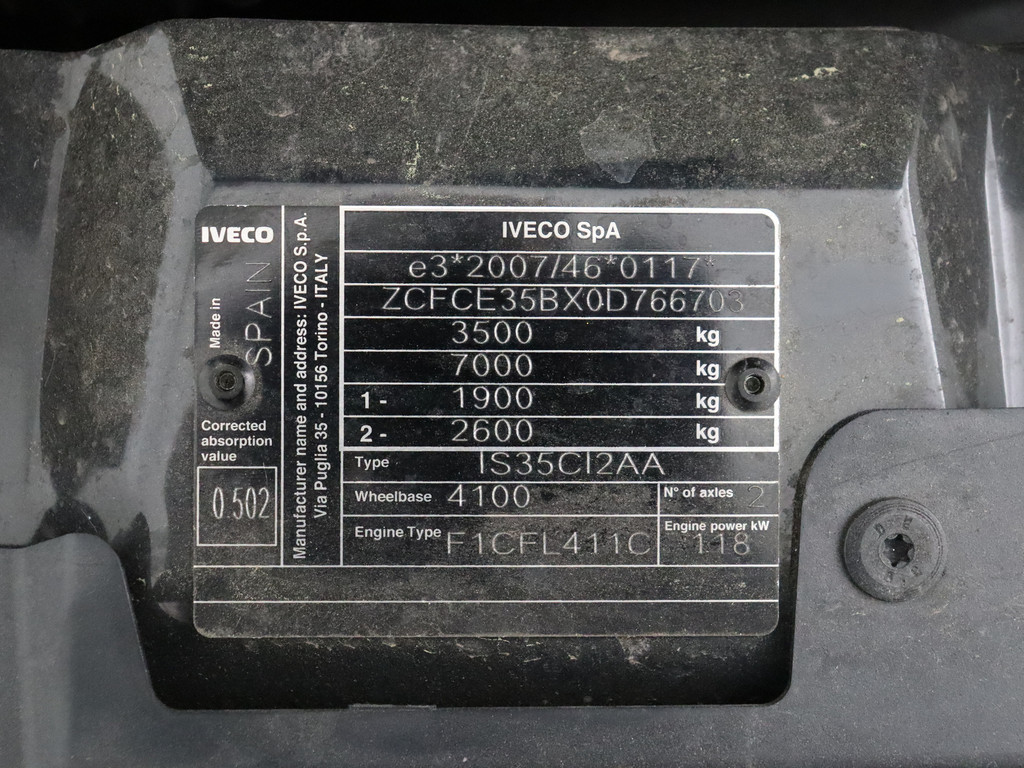 IVECO
Made in
SPAIN
Corrected
absorption
value
0.502
Manufacturer name and address: IVECO S.p.A.
Via Puglia 35 - 10156 Torino - ITALY
IVECO SpA
e3*2007/46*0117*
ZCFCE35BX0D766703
3500 kg
7000 kg
1 - 1900 kg
2 - 2600 kg
Type IS35CI2AA
Wheelbase 4100 N° of axles 2
Engine Type F1CFL411C Engine power kW 118